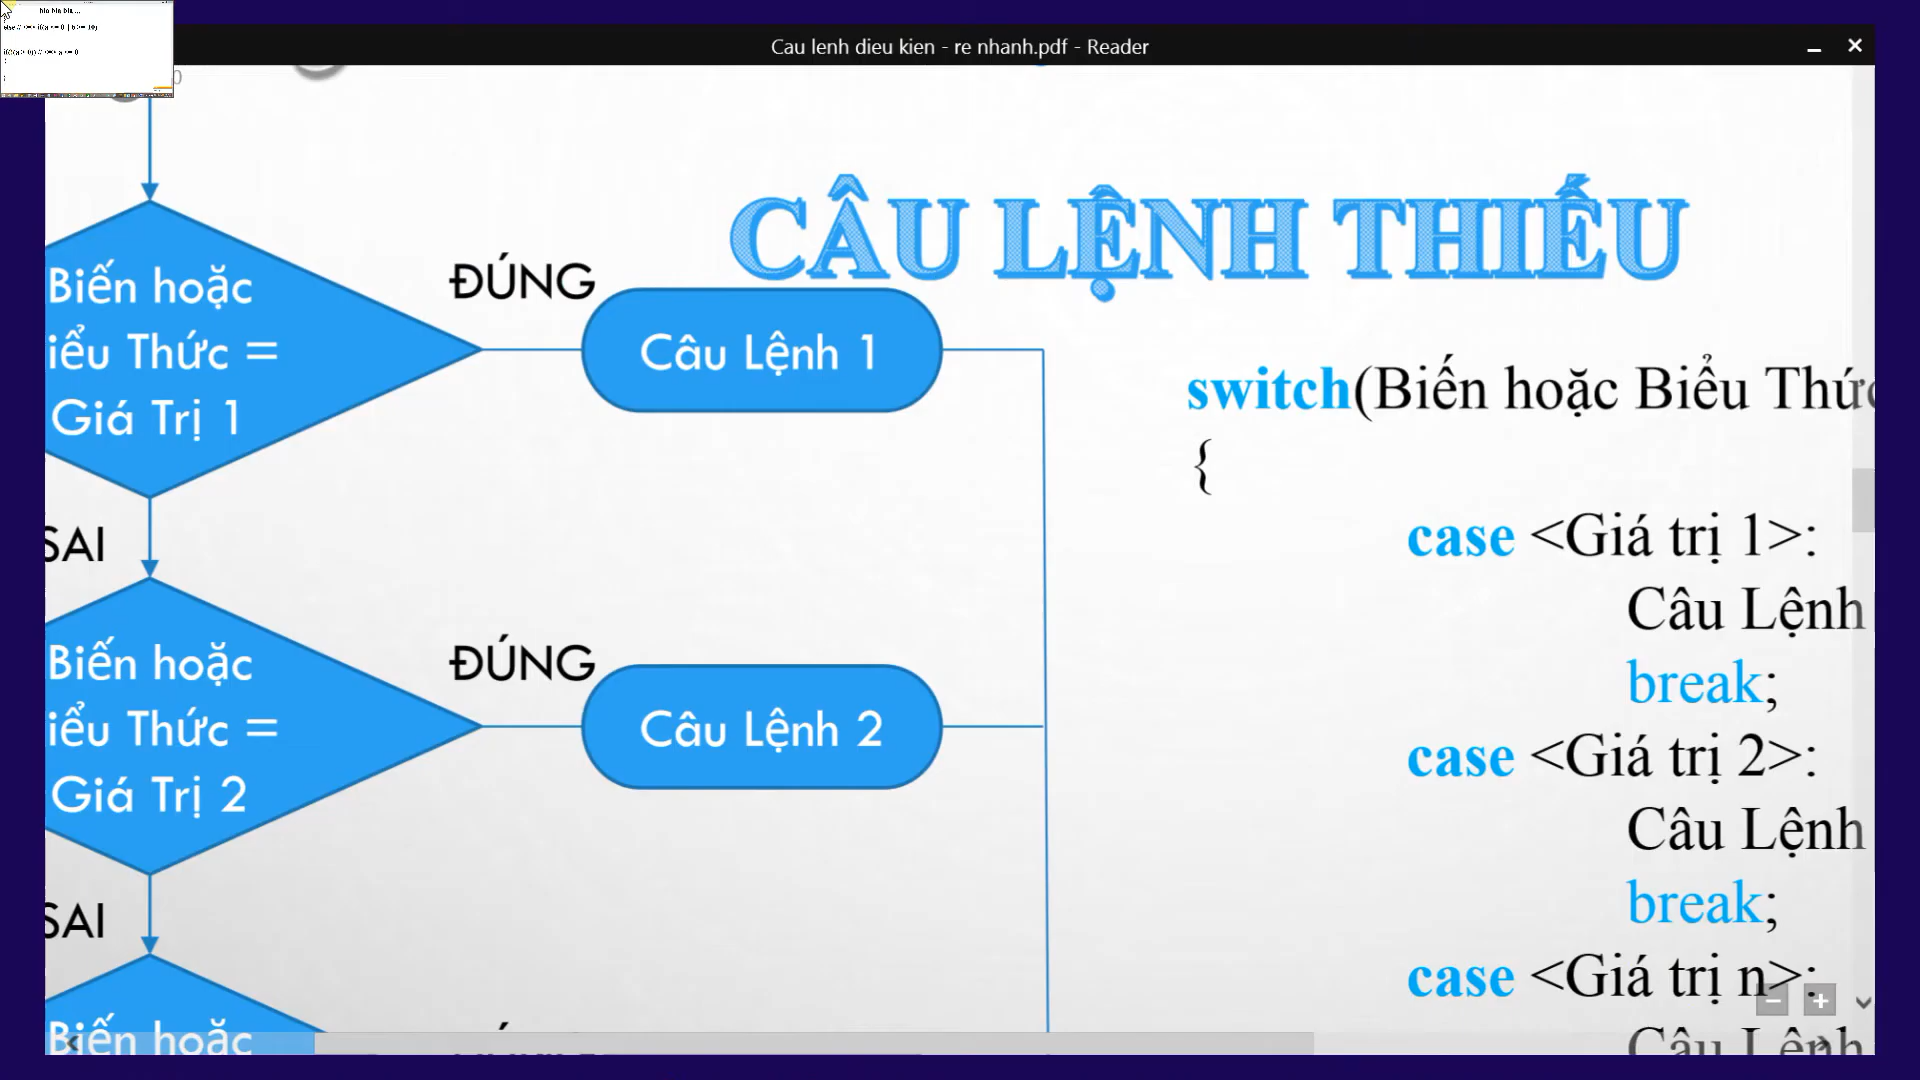 Cau lenh dieu kien - re nhanh.pdf - Reader
CÂU LỆNH THIẾU
Biến hoặc
iểu Thức =
Giá Trị 1
ĐÚNG
Câu Lệnh 1
SAI
Biến hoặc
iểu Thức =
Giá Trị 2
ĐÚNG
Câu Lệnh 2
SAI
Biến hoặc
switch(Biến hoặc Biểu Thức
{
case <Giá trị 1>:
Câu Lệnh
break;
case <Giá trị 2>:
Câu Lệnh
break;
case <Giá trị n>:
Câu Lệnh